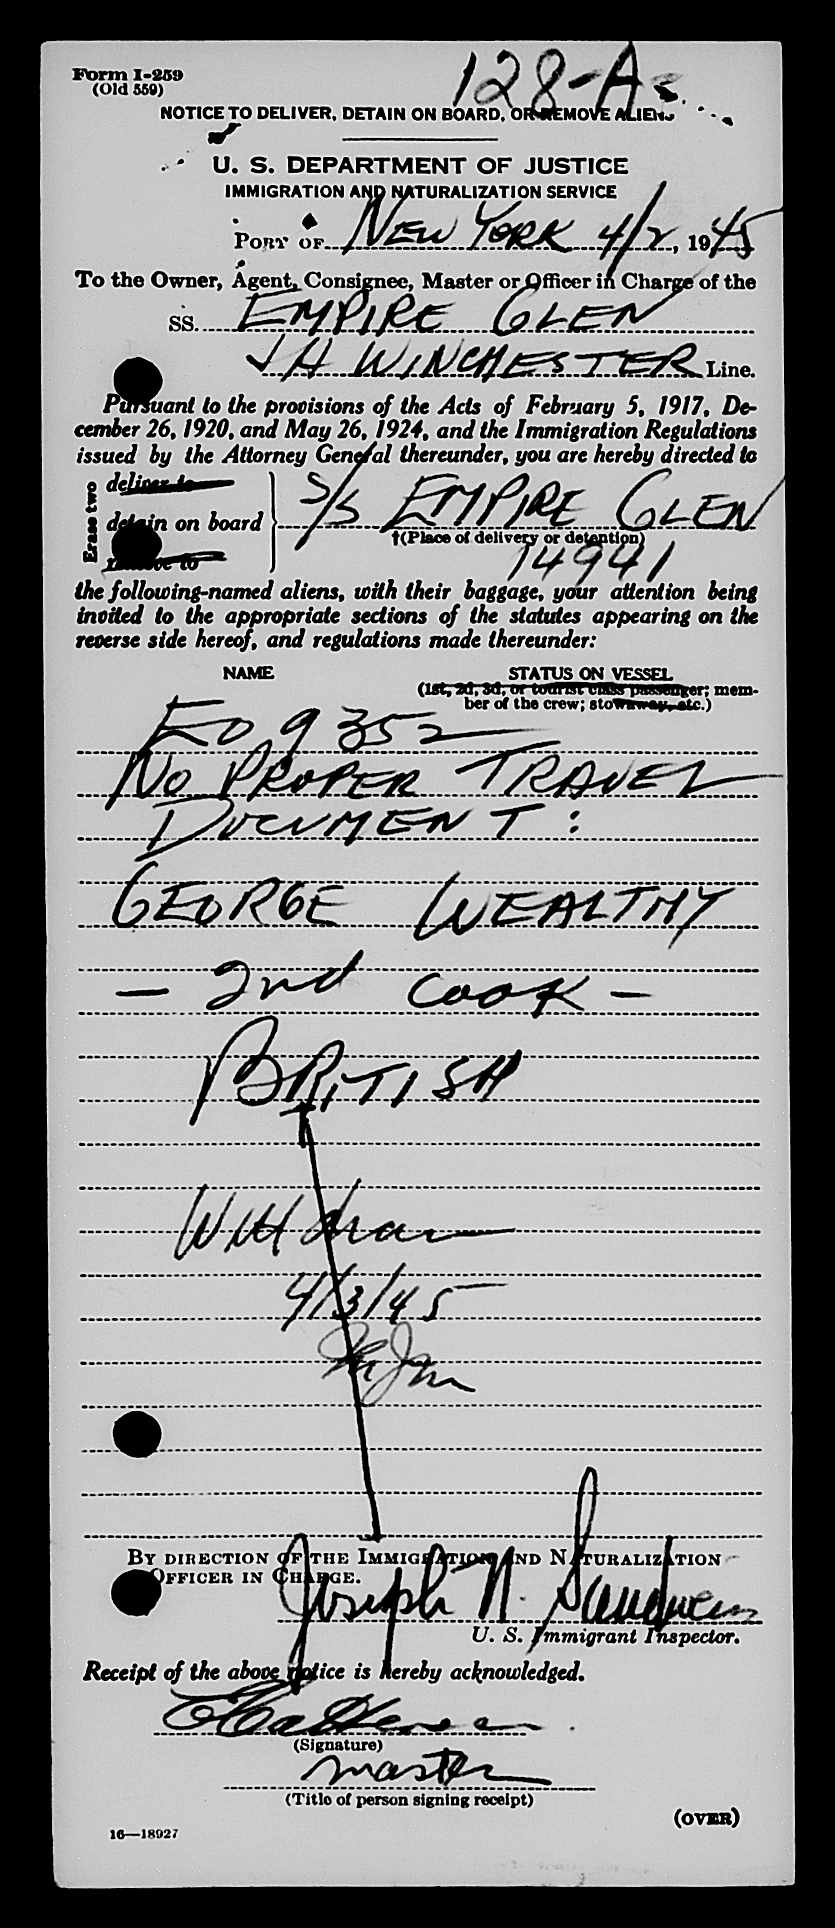 Form I-259
(Old 559)
128-A
NOTICE TO DELIVER, DETAIN ON BOARD, OR REMOVE ALIENS
U. S. DEPARTMENT OF JUSTICE
IMMIGRATION AND NATURALIZATION SERVICE
PORT OF NEW YORK 4/2, 1945
To the Owner, Agent, Consignee, Master or Officer in Charge of the
SS. EMPIRE GLEN
J H WINCHESTER Line.
Pursuant to the provisions of the Acts of February 5, 1917, De-
cember 26, 1920, and May 26, 1924, and the Immigration Regulations
issued by the Attorney General thereunder, you are hereby directed to
Erase two
deliver to
detain on board
remove to
S/S EMPIRE GLEN
†(Place of delivery or detention)
14941
the following-named aliens, with their baggage, your attention being
invited to the appropriate sections of the statutes appearing on the
reverse side hereof, and regulations made thereunder:
NAME STATUS ON VESSEL
(1st, 2d, 3d, or tourist class passenger; mem-
ber of the crew; stowaway, etc.)
EO 9352
NO PROPER TRAVEL
DOCUMENT:
GEORGE WEALTHY
- 2nd COOK -
BRITISH
4/3/45
BY DIRECTION OF THE IMMIGRATION AND NATURALIZATION
OFFICER IN CHARGE.
Joseph N.
U. S. Immigrant Inspector.
Receipt of the above notice is hereby acknowledged.
(Signature)
master
(Title of person signing receipt)
(OVER)
16—18927